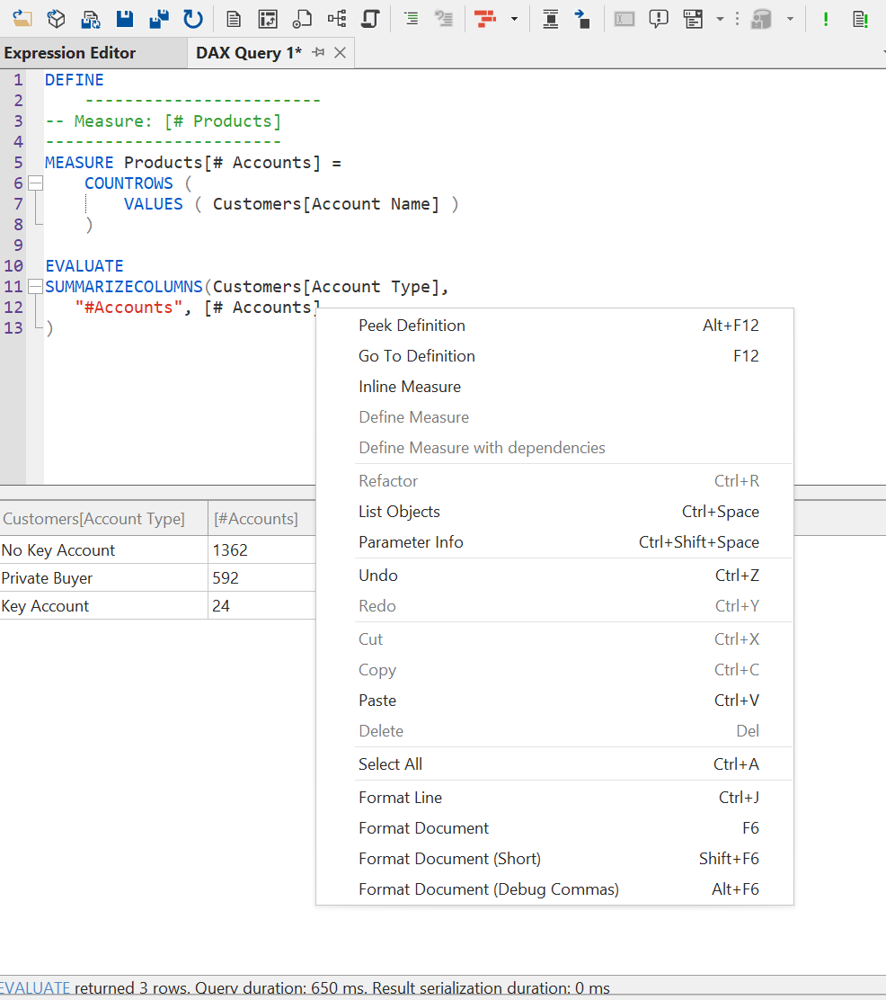 Expression Editor DAX Query 1*
1 DEFINE
2 ------------------------
3 -- Measure: [# Products]
4 ------------------------
5 MEASURE Products[# Accounts] =
6 COUNTROWS (
7 VALUES ( Customers[Account Name] )
8 )
9
10 EVALUATE
11 SUMMARIZECOLUMNS(Customers[Account Type],
12 "#Accounts", [# Accounts]
13 )
Peek Definition Alt+F12
Go To Definition F12
Inline Measure
Define Measure
Define Measure with dependencies
Refactor Ctrl+R
List Objects Ctrl+Space
Parameter Info Ctrl+Shift+Space
Undo Ctrl+Z
Redo Ctrl+Y
Cut Ctrl+X
Copy Ctrl+C
Paste Ctrl+V
Delete Del
Select All Ctrl+A
Format Line Ctrl+J
Format Document F6
Format Document (Short) Shift+F6
Format Document (Debug Commas) Alt+F6
Customers[Account Type] [#Accounts]
No Key Account 1362
Private Buyer 592
Key Account 24
EVALUATE returned 3 rows. Query duration: 650 ms. Result serialization duration: 0 ms